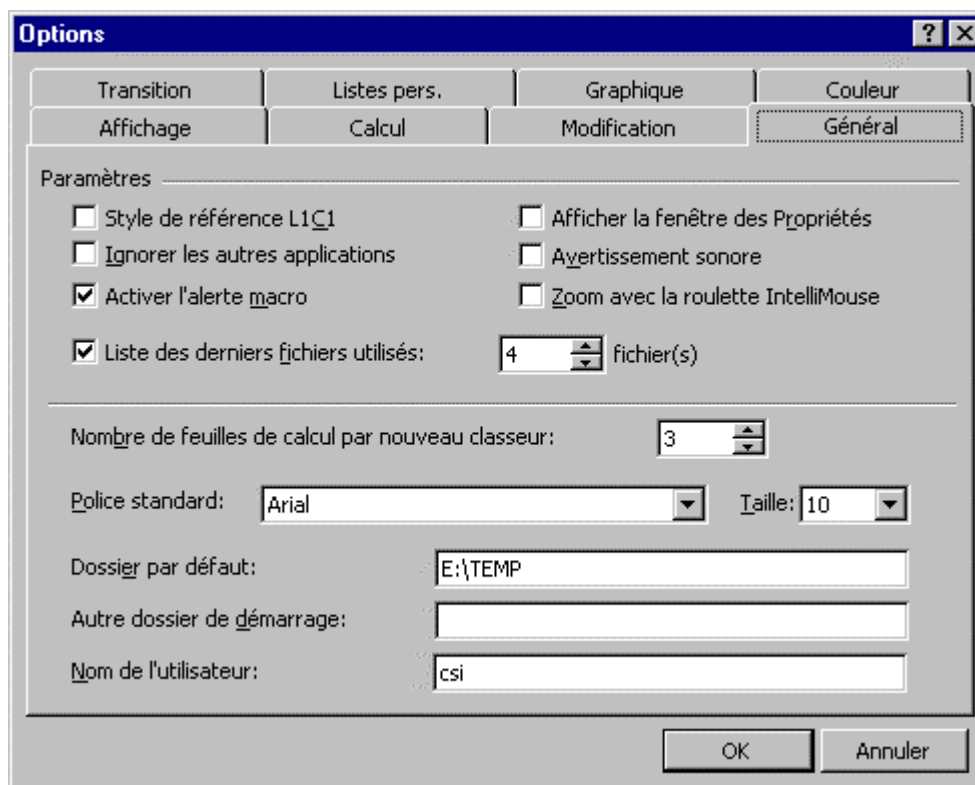 Options
Transition Listes pers. Graphique Couleur
Affichage Calcul Modification Général
Paramètres
Style de référence L1C1 Afficher la fenêtre des Propriétés
Ignorer les autres applications Avertissement sonore
Activer l'alerte macro Zoom avec la roulette IntelliMouse
Liste des derniers fichiers utilisés: 4 fichier(s)
Nombre de feuilles de calcul par nouveau classeur: 3
Police standard: Arial Taille: 10
Dossier par défaut: E:\TEMP
Autre dossier de démarrage:
Nom de l'utilisateur: csi
OK Annuler